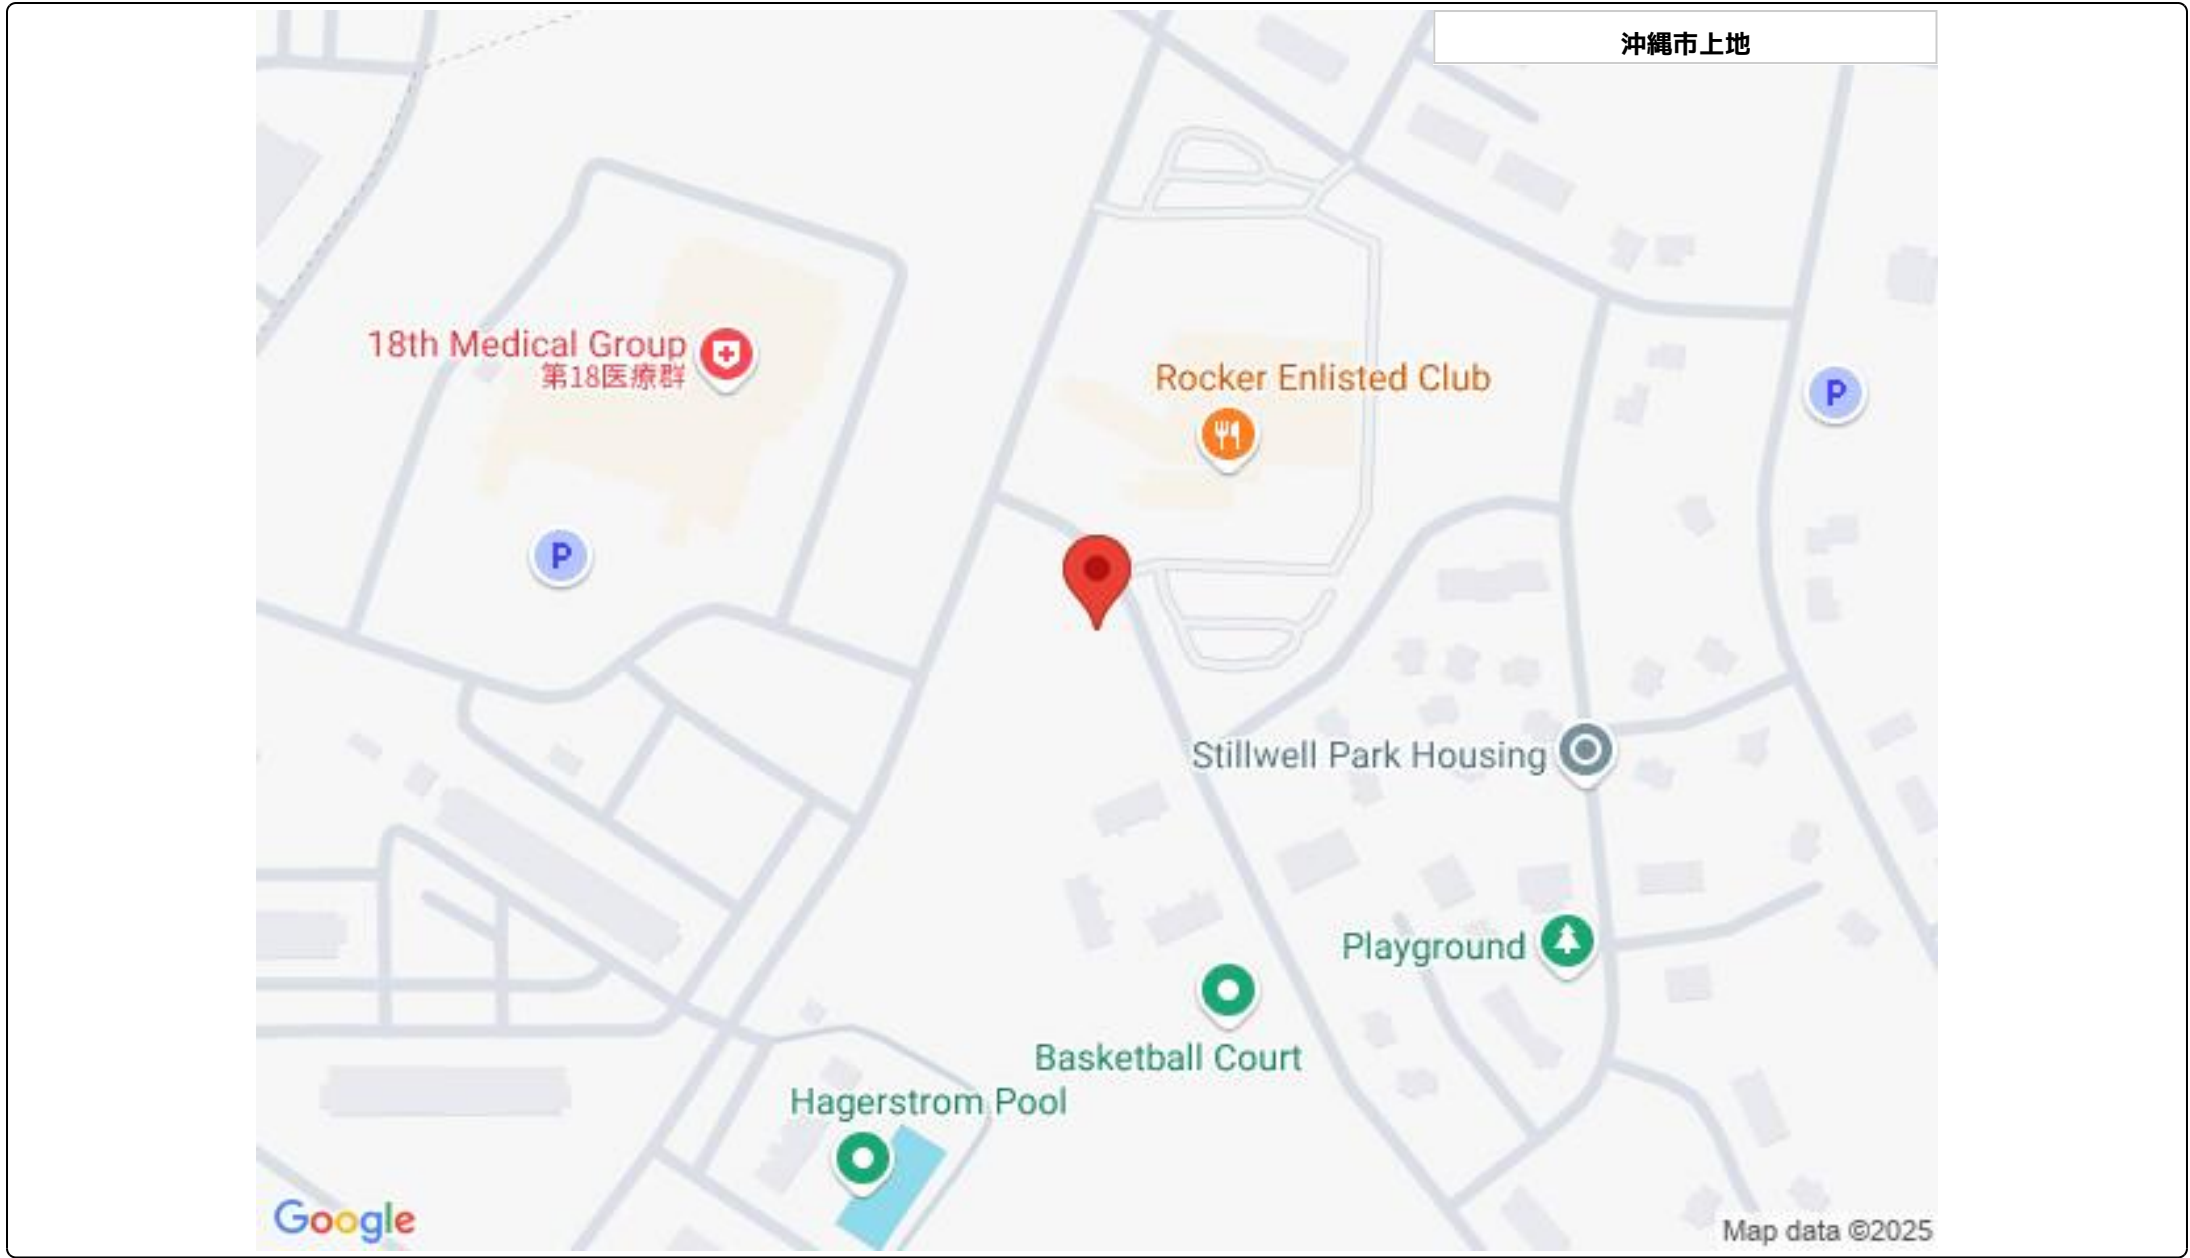 沖縄市上地
18th Medical Group
第18医療群
Rocker Enlisted Club
P
P
Stillwell Park Housing
Playground
Basketball Court
Hagerstrom Pool
Google
Map data ©2025